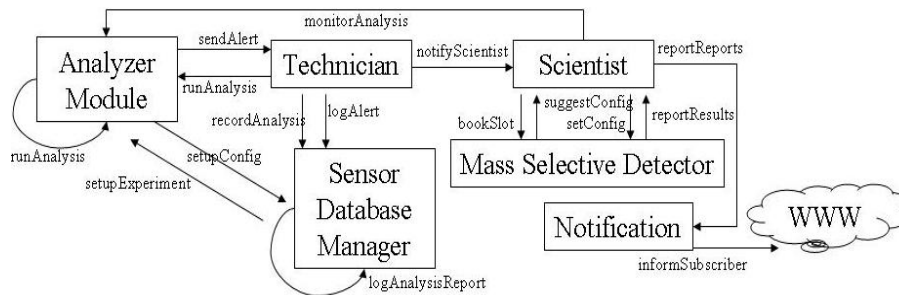 monitorAnalysis
sendAlert
Analyzer
Module
Technician
notifyScientist
Scientist
reportReports
runAnalysis
recordAnalysis
logAlert
bookSlot
suggestConfig
setConfig
reportResults
runAnalysis
setupConfig
setupExperiment
Sensor
Database
Manager
Mass Selective Detector
Notification
WWW
informSubscriber
logAnalysisReport